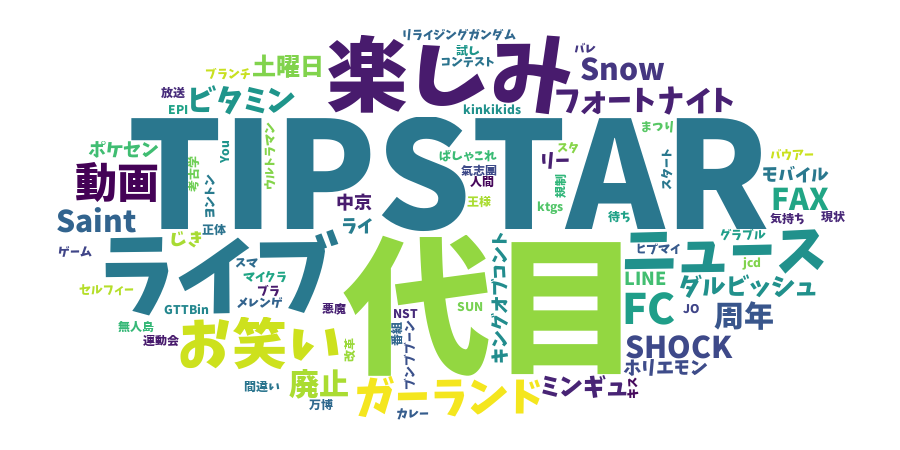 リライジングガンダム
試し
コンテスト
バレ
土曜日
ブランチ
楽しみ
Snow
放送
EPI
ビタミン
kinkikids
フォートナイト
TIPSTAR
ポケセン
考古学
You
ウルトラマン
ばしゃこれ
スタ
まつり
リー
スタート
バウアー
動画
氣志團
人間
規制
モバイル
FAX
Saint
ヨントン
正体
中京
ライ
王様
ktgs
待ち
気持ち
現状
じき
ゲーム
ライブ
スマ
マイクラ
ブラ
メレンゲ
代目
キングオブコント
ニュース
ヒプマイ
グラブル
jcd
LINE
ダルビッシュ
セルフィー
GTTBin
悪魔
NST
SUN
FC
JO
周年
無人島
運動会
お笑い
改革
番組
ブンブブーン
SHOCK
ホリエモン
間違い
廃止
ガーランド
ミンギュ
キス
万博
カレー